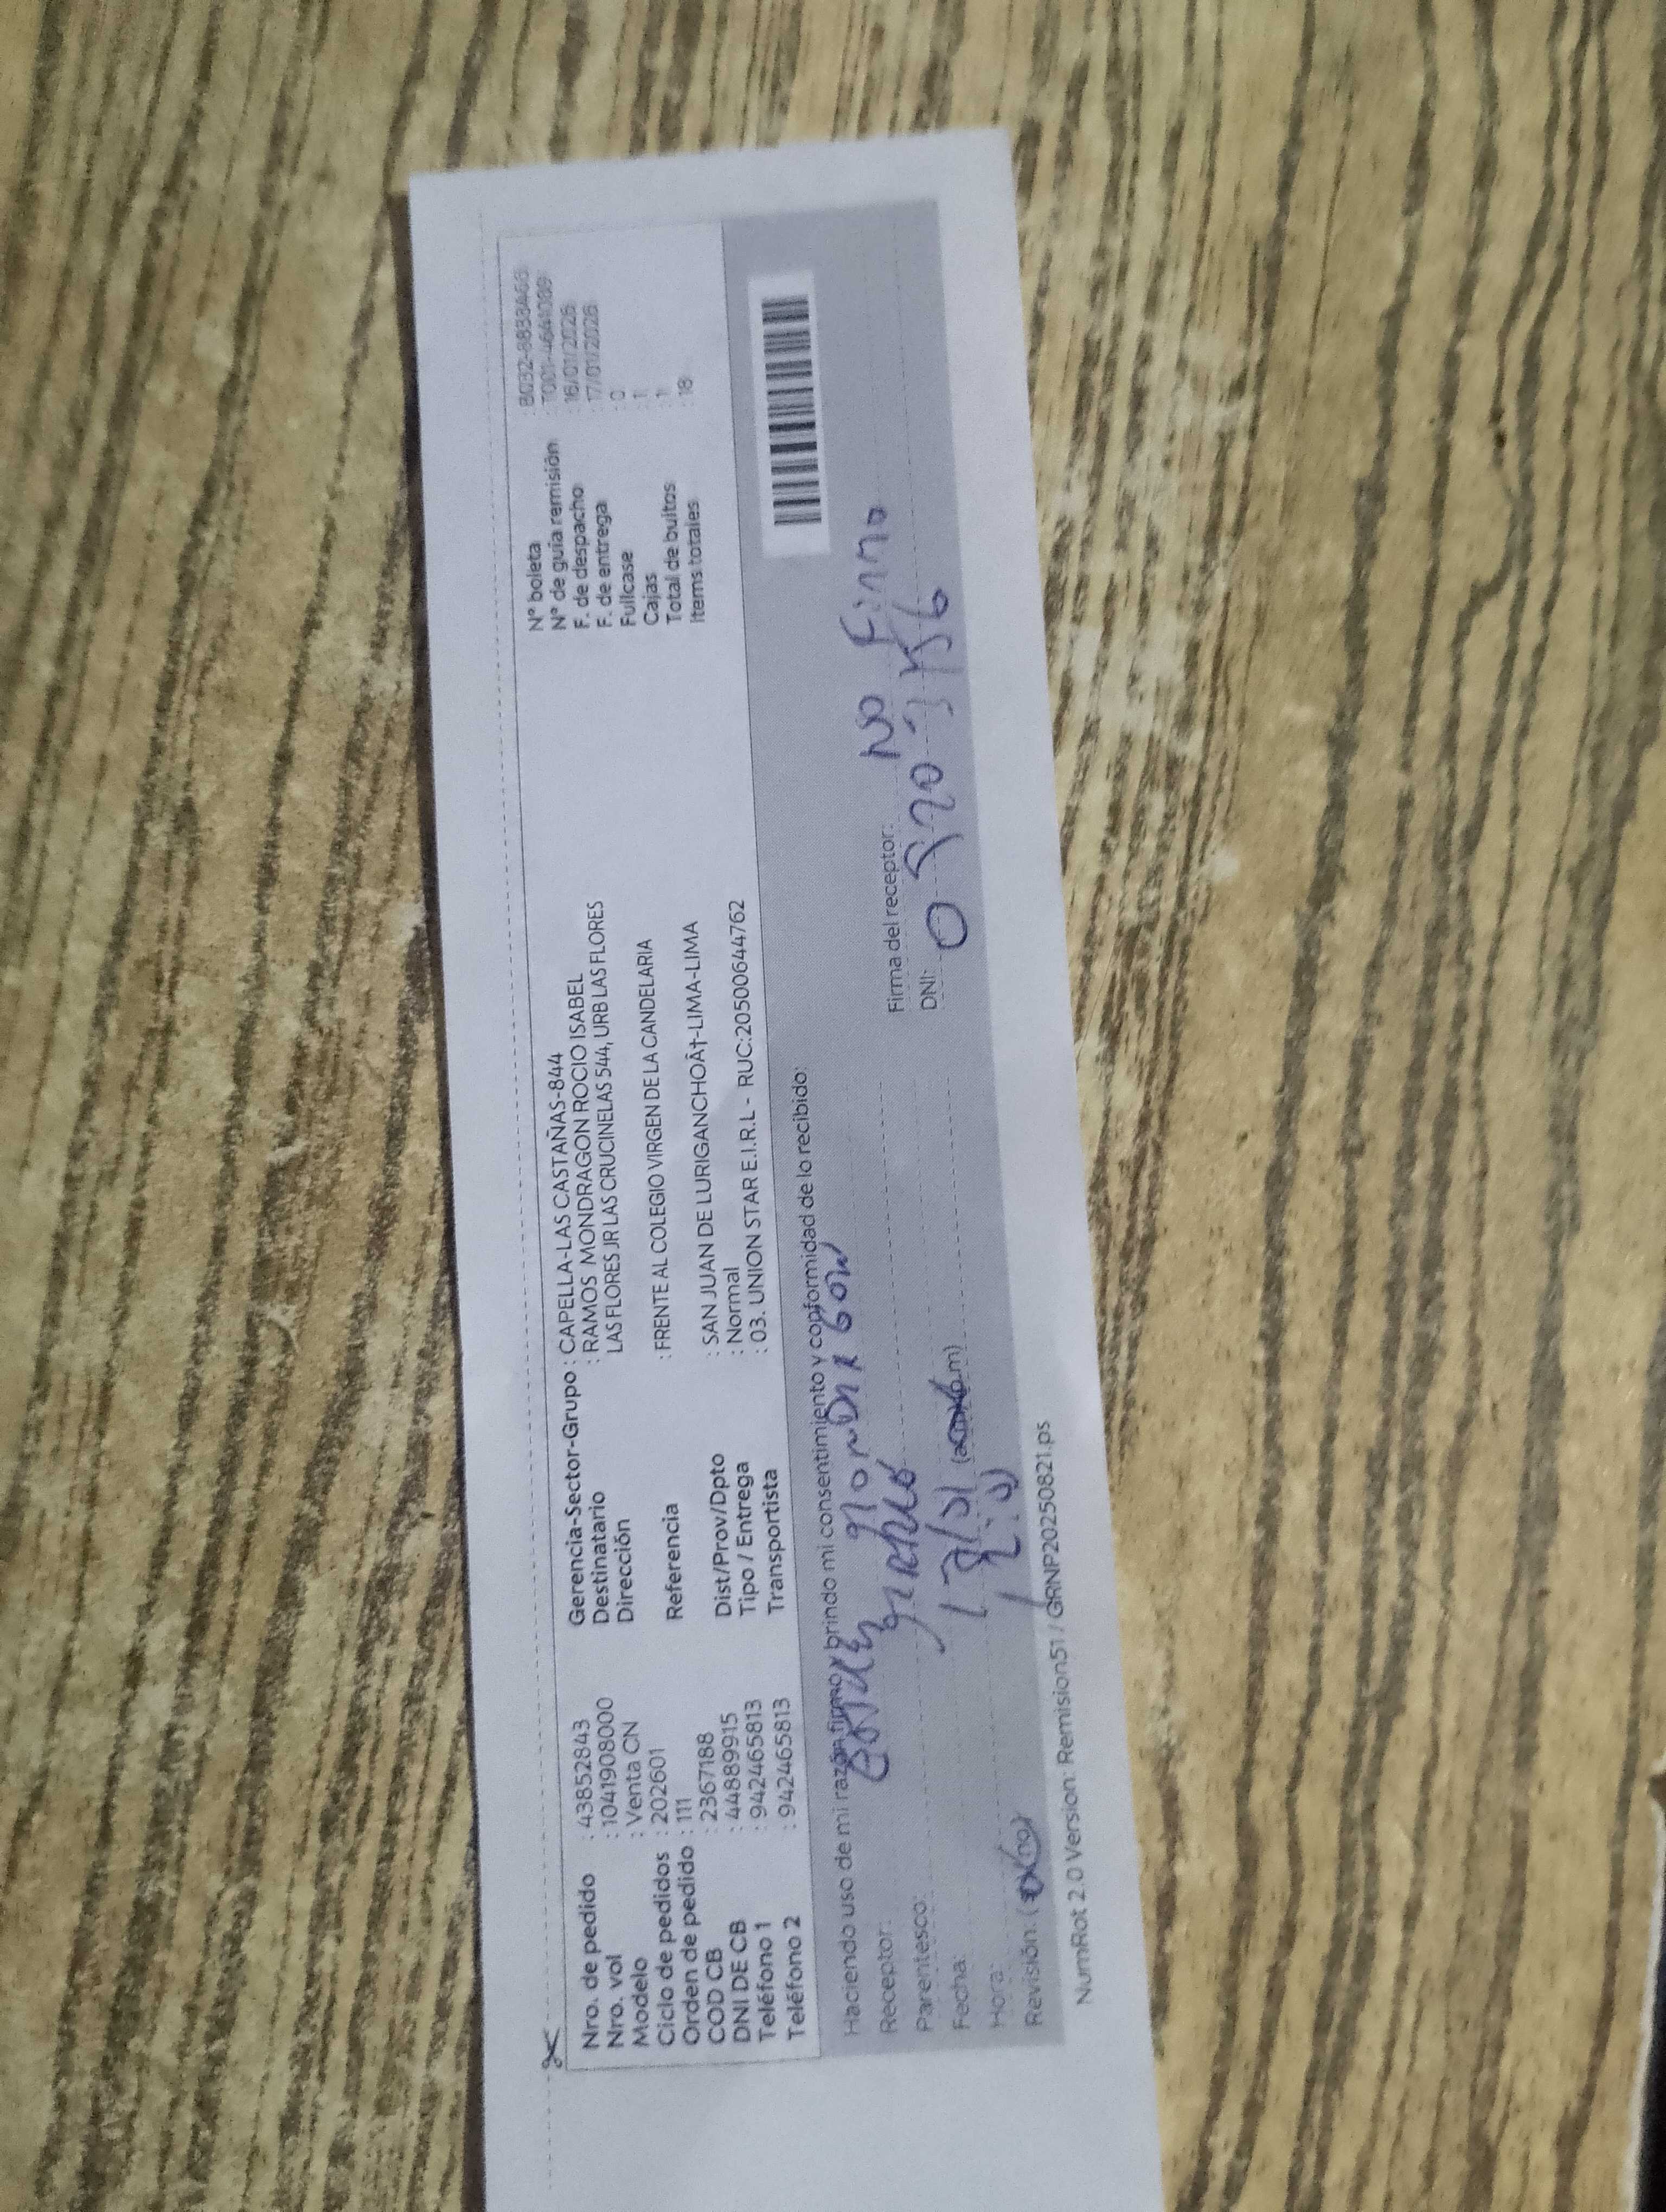 Nro. de pedido : 43852843
Nro. vol : 1041908000
Modelo : Venta CN
Ciclo de pedidos : 202601
Orden de pedido : 111
COD CB : 2367188
DNI DE CB : 44889915
Teléfono 1 : 942465813
Teléfono 2 : 942465813
Gerencia-Sector-Grupo : CAPELLA-LAS CASTAÑAS-844
Destinatario : RAMOS MONDRAGON ROCIO ISABEL
Dirección LAS FLORES JR LAS CRUCINELAS 544, URB LAS FLORES
Referencia : FRENTE AL COLEGIO VIRGEN DE LA CANDELARIA
Dist/Prov/Dpto : SAN JUAN DE LURIGANCHOÂ†-LIMA-LIMA
Tipo / Entrega : Normal
Transportista : 03. UNION STAR E.I.R.L - RUC:20500644762
N° boleta : B032-
N° de guía remisión : T001-4641089
F. de despacho : 16/01/2026
F. de entrega : 17/01/2026
Fullcase : 0
Cajas : 1
Total de bultos : 1
Items totales : 18
Haciendo uso de mi razón firmo y brindo mi consentimiento y conformidad de lo recibido:
Receptor:
Parentesco:
Fecha:
Hora: (a.m/p.m)
Revisión: (si/no)
Firma del receptor: NO Firma
DNI:
NumRot 2.0 Version: Remision51 / GRNP20250821.ps